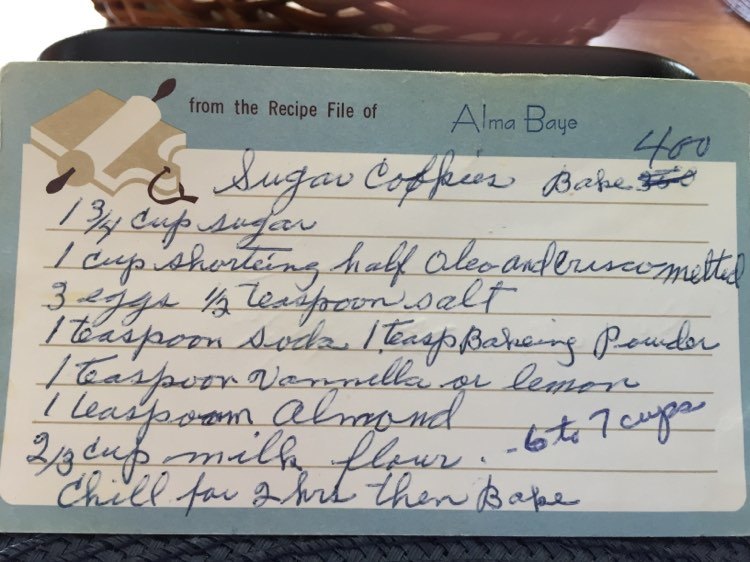 from the Recipe File of Alma Baye
400
Sugar Cookies Bake 350
1 3/4 cup sugar
1 cup shorteing half Oleo and Crisco melted
3 eggs 1/2 teaspoon salt
1 teaspoon soda 1 teasp Bakeing Powder
1 teaspoon vannilla or lemon
1 teaspoon Almond
2/3 cup milk flour. - 6 to 7 cups
Chill for 2 hrs then Bake